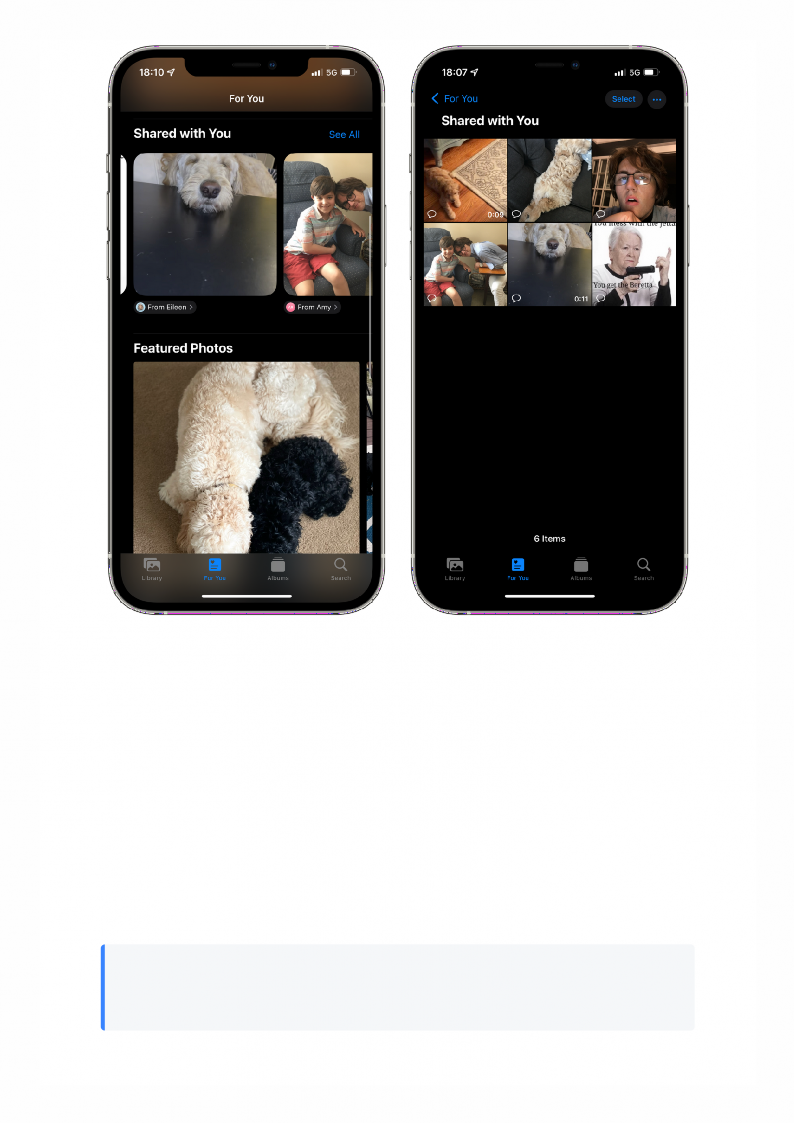 18:10
5G
For You
Shared with You
See All
From Eileen >
From Amy >
Featured Photos
Library
For You
Albums
Search
18:07
5G
For You
Select
Shared with You
0:09
You mess with the Jetta
0:11
You get the Beretta
6 Items
Library
For You
Albums
Search